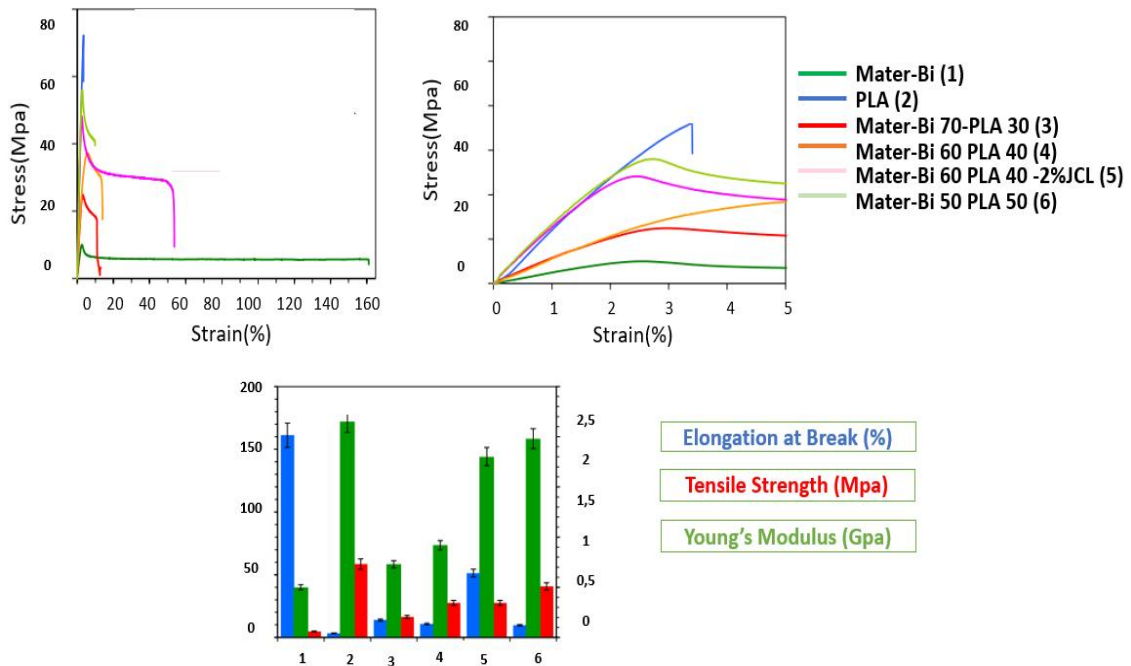 80
60
40
20
0
Stress(Mpa)
0 20 40 60 80 100 120 140 160
Strain(%)
80
60
40
20
0
Stress(Mpa)
0 1 2 3 4 5
Strain(%)
Mater-Bi (1)
PLA (2)
Mater-Bi 70-PLA 30 (3)
Mater-Bi 60 PLA 40 (4)
Mater-Bi 60 PLA 40 -2%JCL (5)
Mater-Bi 50 PLA 50 (6)
200
150
100
50
0
1 2 3 4 5 6
2,5
2
1,5
1
0,5
0
Elongation at Break (%)
Tensile Strength (Mpa)
Young’s Modulus (Gpa)